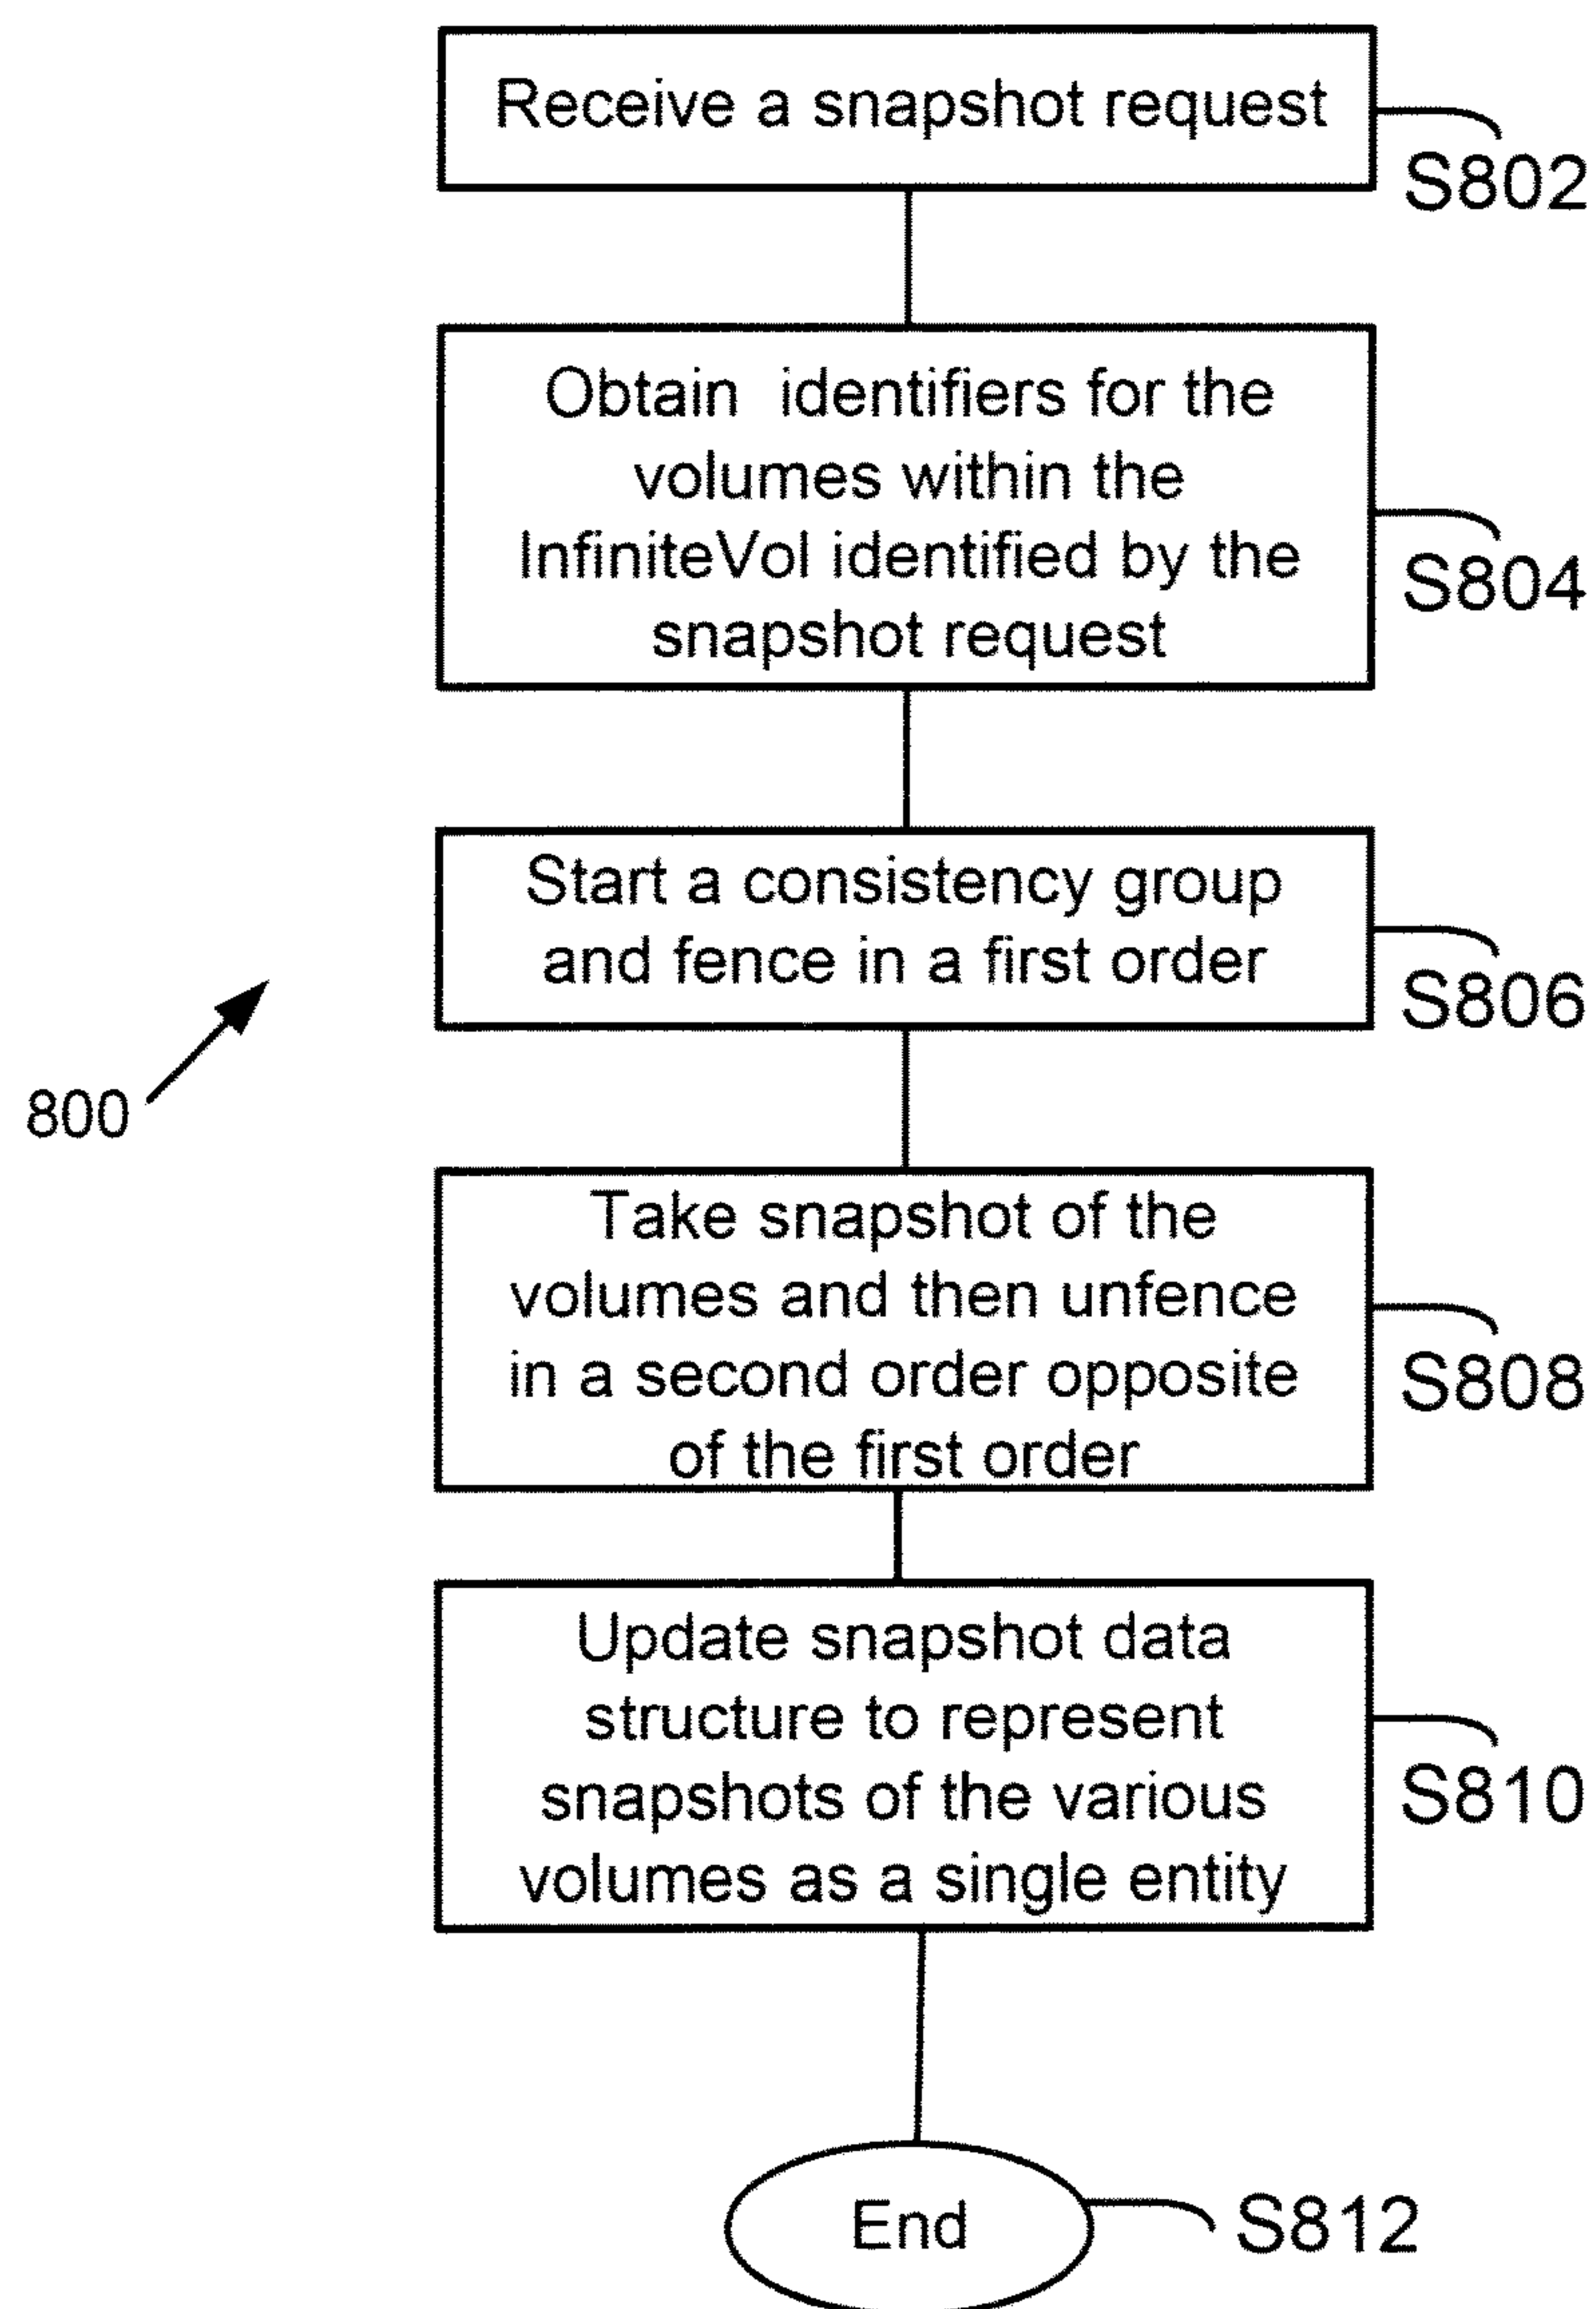 Receive a snapshot request
S802
Obtain identifiers for the
volumes within the
InfiniteVol identified by the
snapshot request
S804
Start a consistency group
and fence in a first order
S806
800
Take snapshot of the
volumes and then unfence
in a second order opposite
of the first order
S808
Update snapshot data
structure to represent
snapshots of the various
volumes as a single entity
S810
End
S812